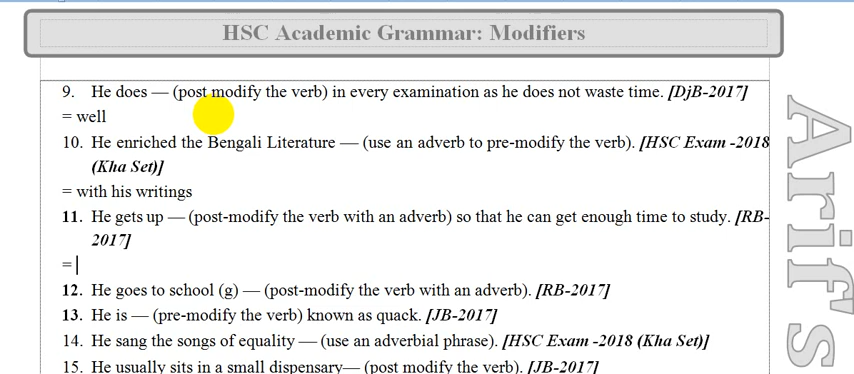 HSC Academic Grammar: Modifiers
9. He does — (post modify the verb) in every examination as he does not waste time. [DjB-2017]
= well
10. He enriched the Bengali Literature — (use an adverb to pre-modify the verb). [HSC Exam -2018
(Kha Set)]
= with his writings
11. He gets up — (post-modify the verb with an adverb) so that he can get enough time to study. [RB-
2017]
=
12. He goes to school (g) — (post-modify the verb with an adverb). [RB-2017]
13. He is — (pre-modify the verb) known as quack. [JB-2017]
14. He sang the songs of equality — (use an adverbial phrase). [HSC Exam -2018 (Kha Set)]
15. He usually sits in a small dispensary— (post modify the verb). [JB-2017]
Arif's